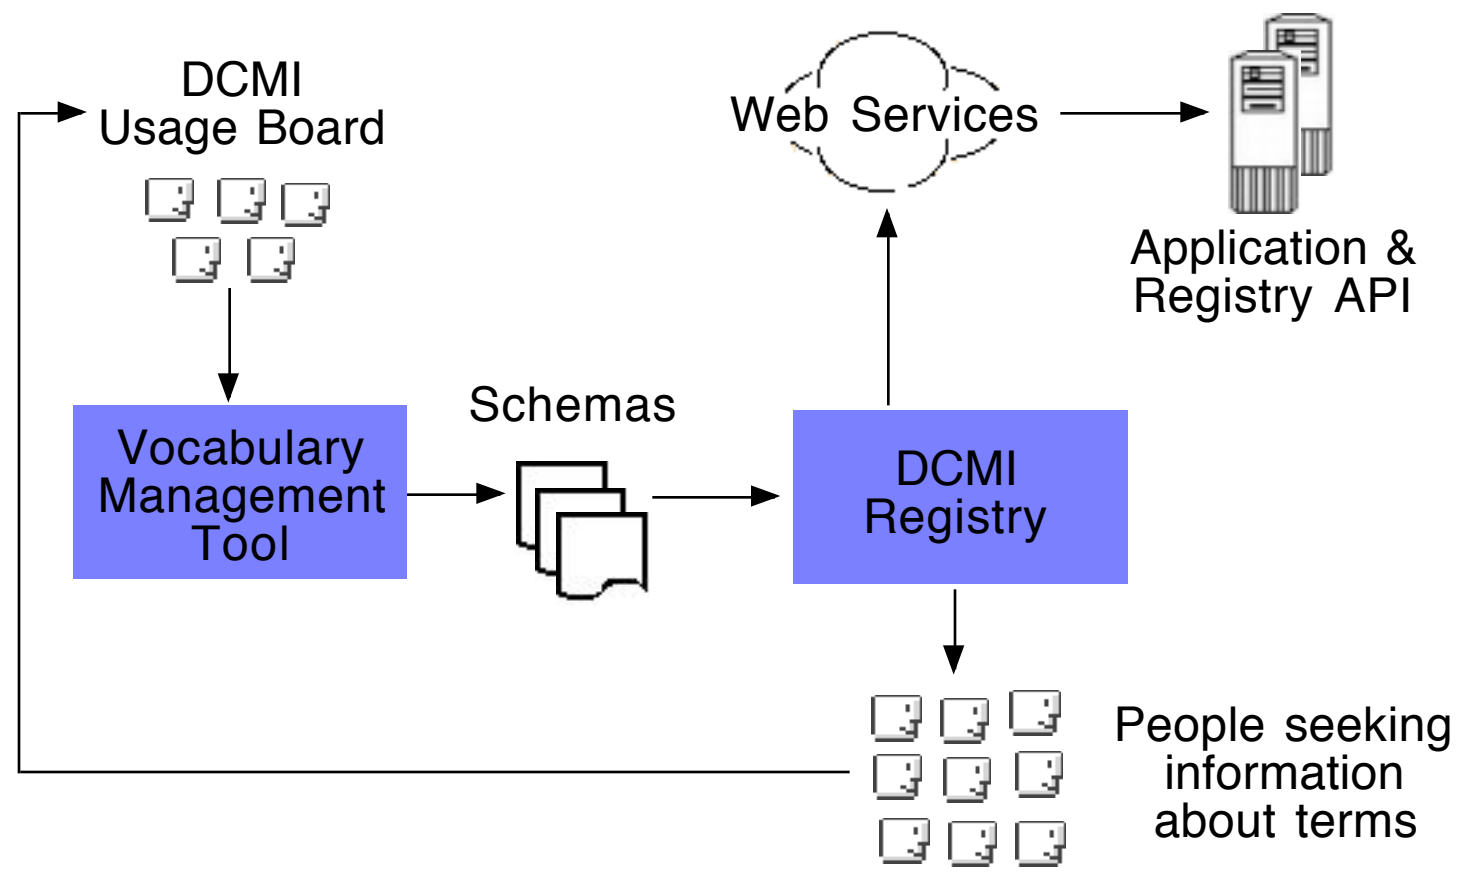 DCMI
Usage Board
Web Services
Application &
Registry API
Vocabulary
Management
Tool
Schemas
DCMI
Registry
People seeking
information
about terms